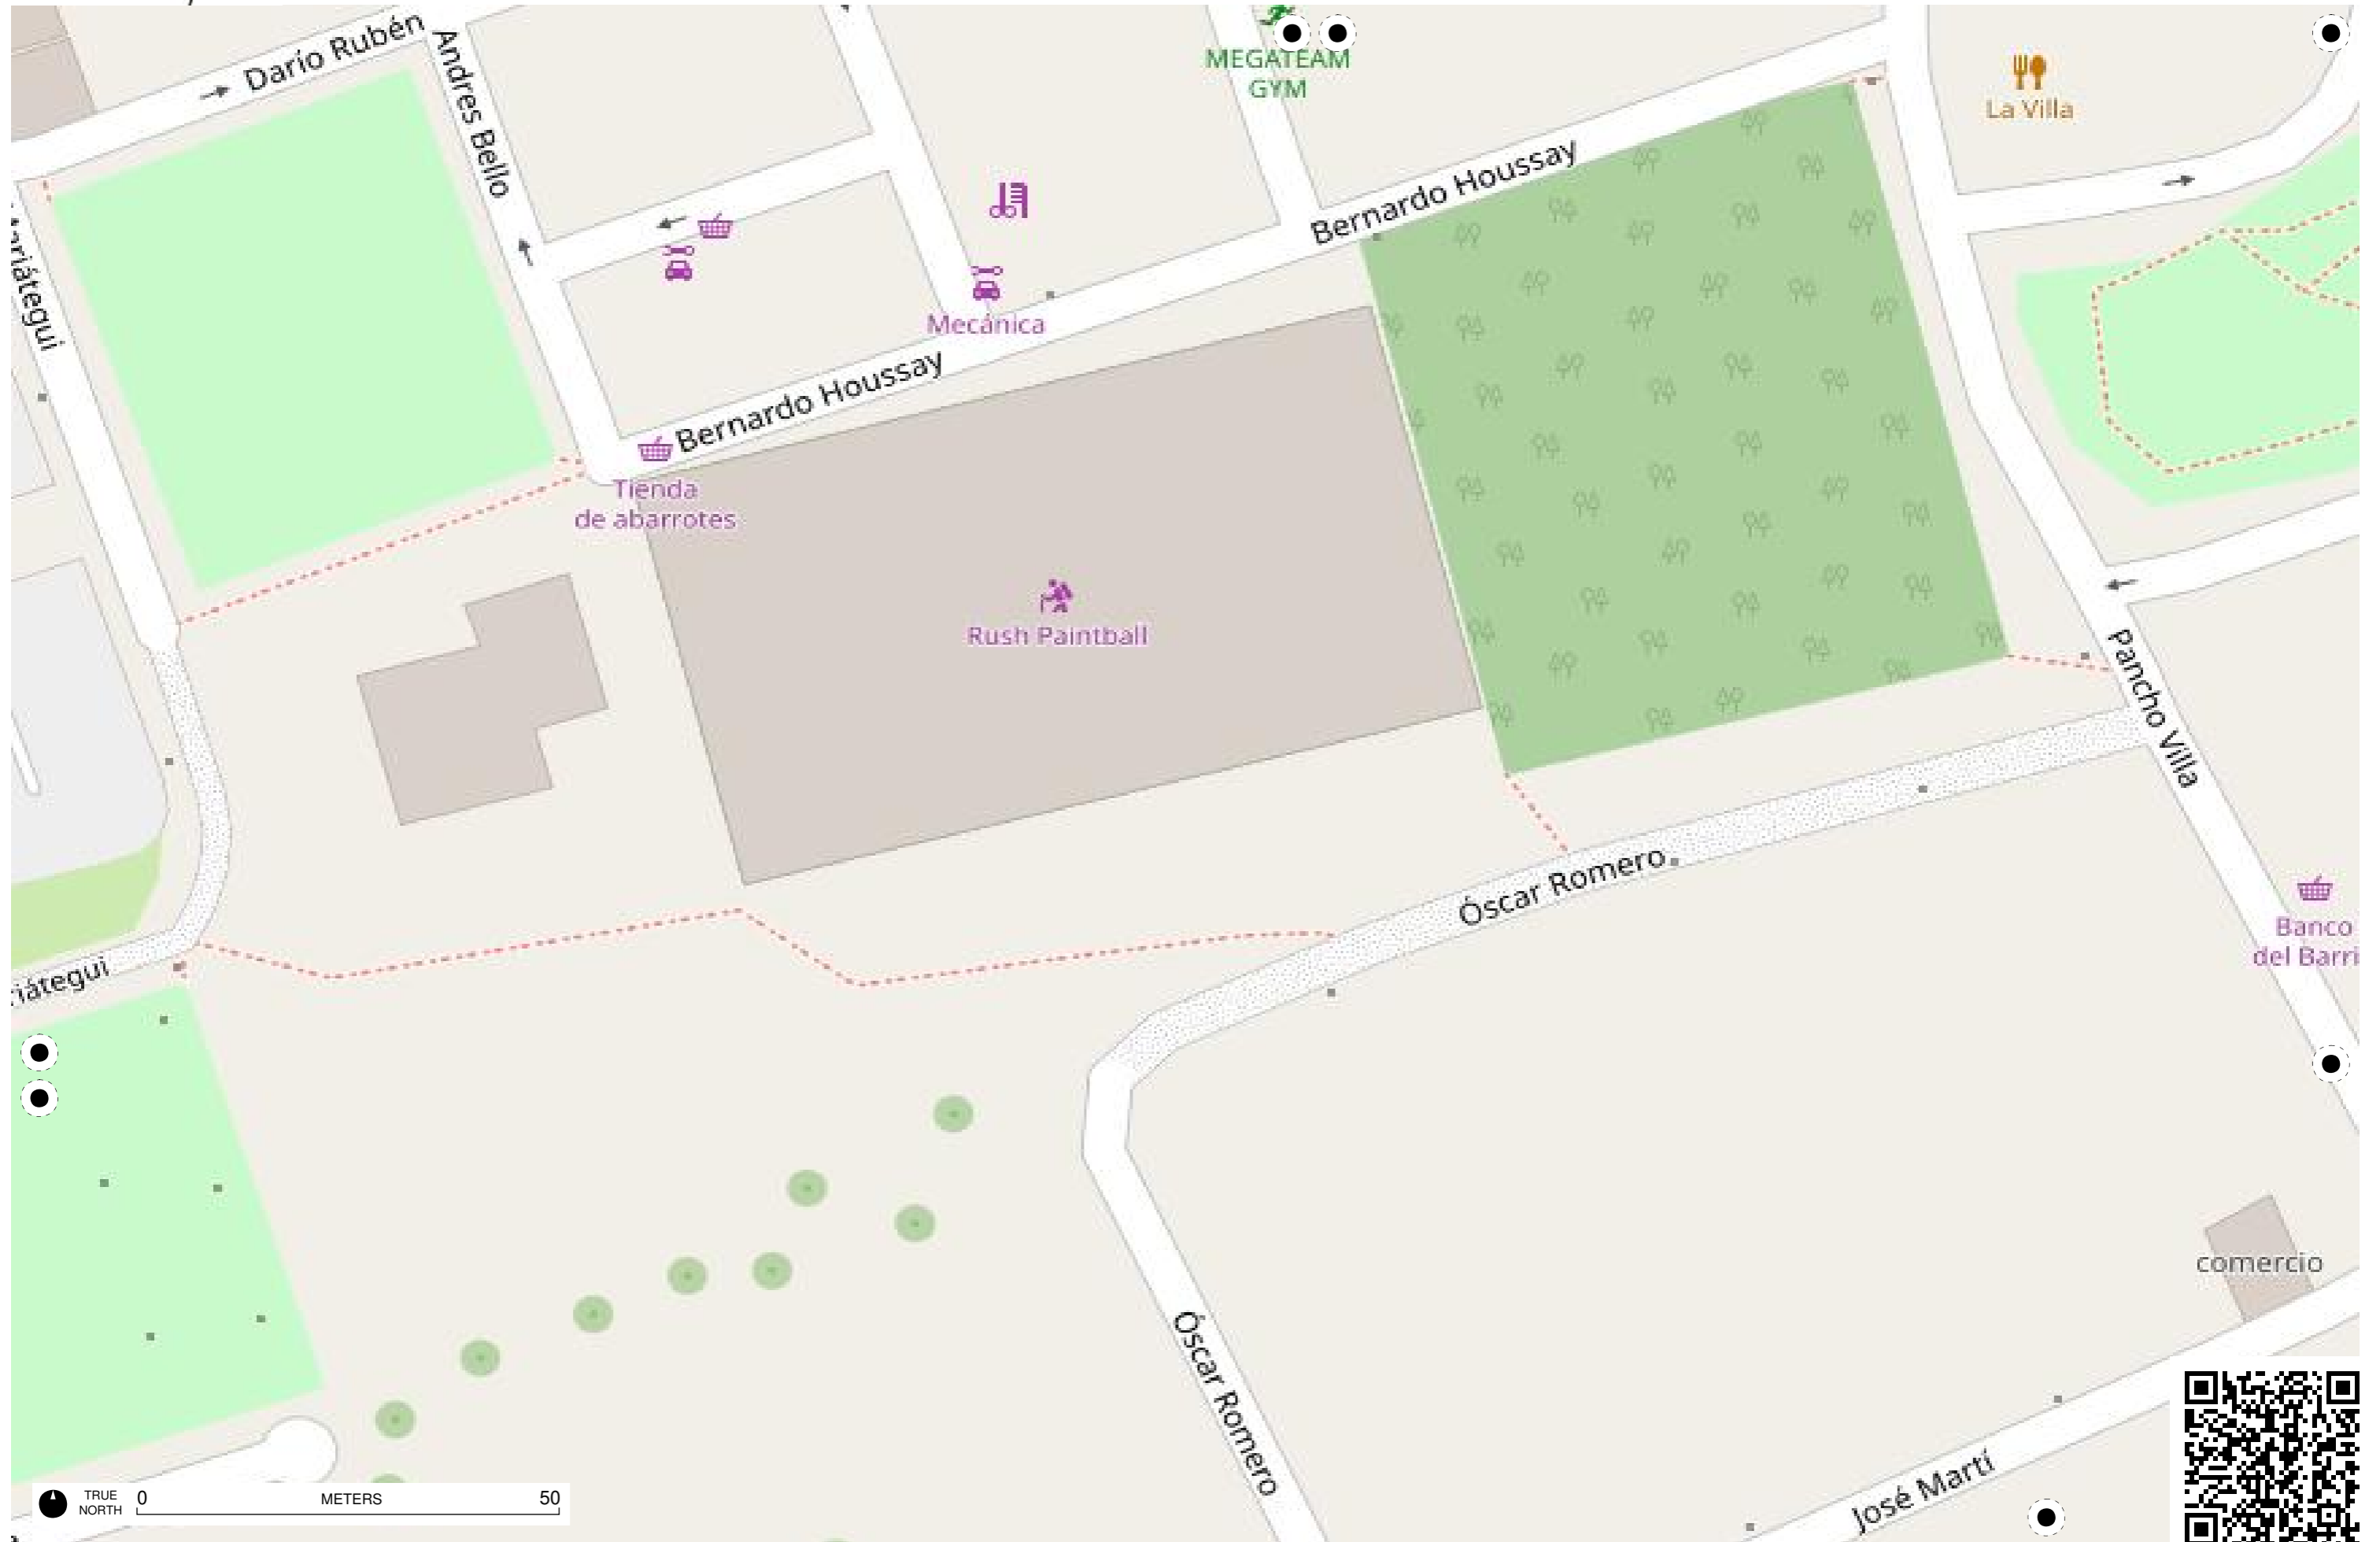 Darío Rubén
Andres Bello
MEGATEAM
GYM
La Villa
Bernardo Houssay
Mecánica
Bernardo Houssay
Tienda
de abarrotes
Rush Paintball
Pancho Villa
Óscar Romero
Banco
Óscar Romero
comercio
José Martí
TRUE
NORTH
0 METERS 50